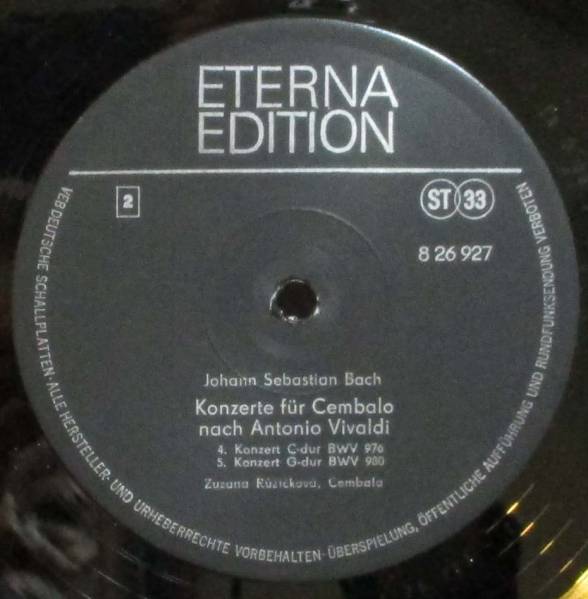 ETERNA
EDITION
2
ST 33
8 26 927
Johann Sebastian Bach
Konzerte für Cembalo
nach Antonio Vivaldi
4. Konzert C-dur BWV 976
5. Konzert G-dur BWV 980
Zuzana Růžičková, Cembalo
VEB DEUTSCHE SCHALLPLATTEN·ALLE HERSTELLER- UND URHEBERRECHTE VORBEHALTEN·ÜBERSPIELUNG, ÖFFENTLICHE AUFFÜHRUNG UND RUNDFUNKSENDUNG VERBOTEN